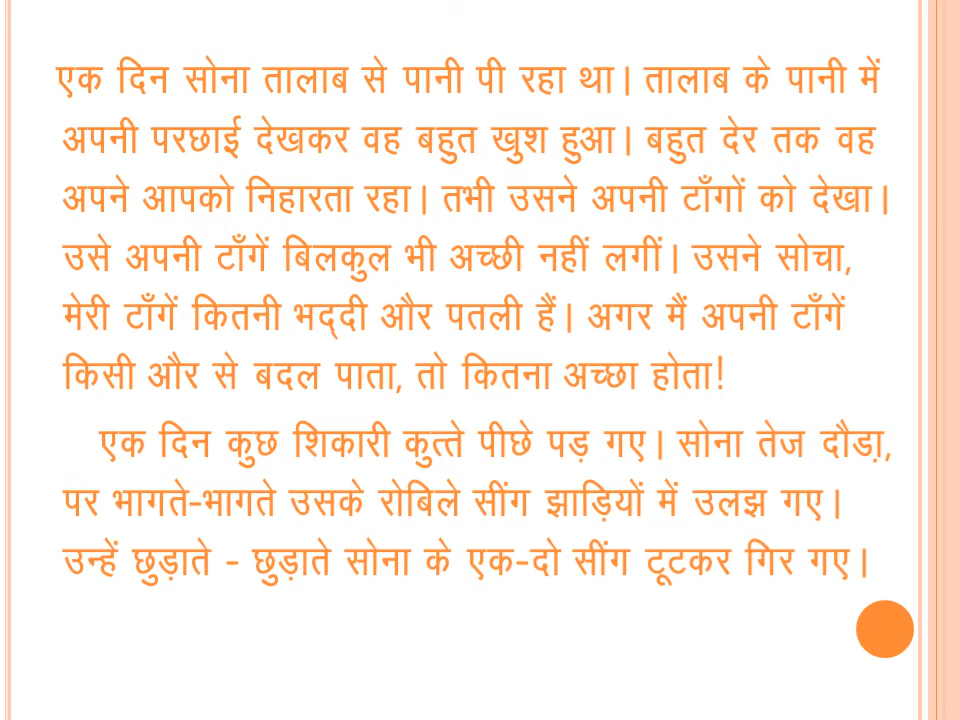 एक दिन सोना तालाब से पानी पी रहा था। तालाब के पानी में
अपनी परछाई देखकर वह बहुत खुश हुआ। बहुत देर तक वह
अपने आपको निहारता रहा। तभी उसने अपनी टाँगों को देखा।
उसे अपनी टाँगें बिलकुल भी अच्छी नहीं लगीं। उसने सोचा,
मेरी टाँगें कितनी भद्‌दी और पतली हैं। अगर मैं अपनी टाँगें
किसी और से बदल पाता, तो कितना अच्छा होता!
एक दिन कुछ शिकारी कुत्ते पीछे पड़ गए। सोना तेज दौडा़,
पर भागते-भागते उसके रोबिले सींग झाड़ियों में उलझ गए।
उन्हें छुड़ाते - छुड़ाते सोना के एक-दो सींग टूटकर गिर गए।